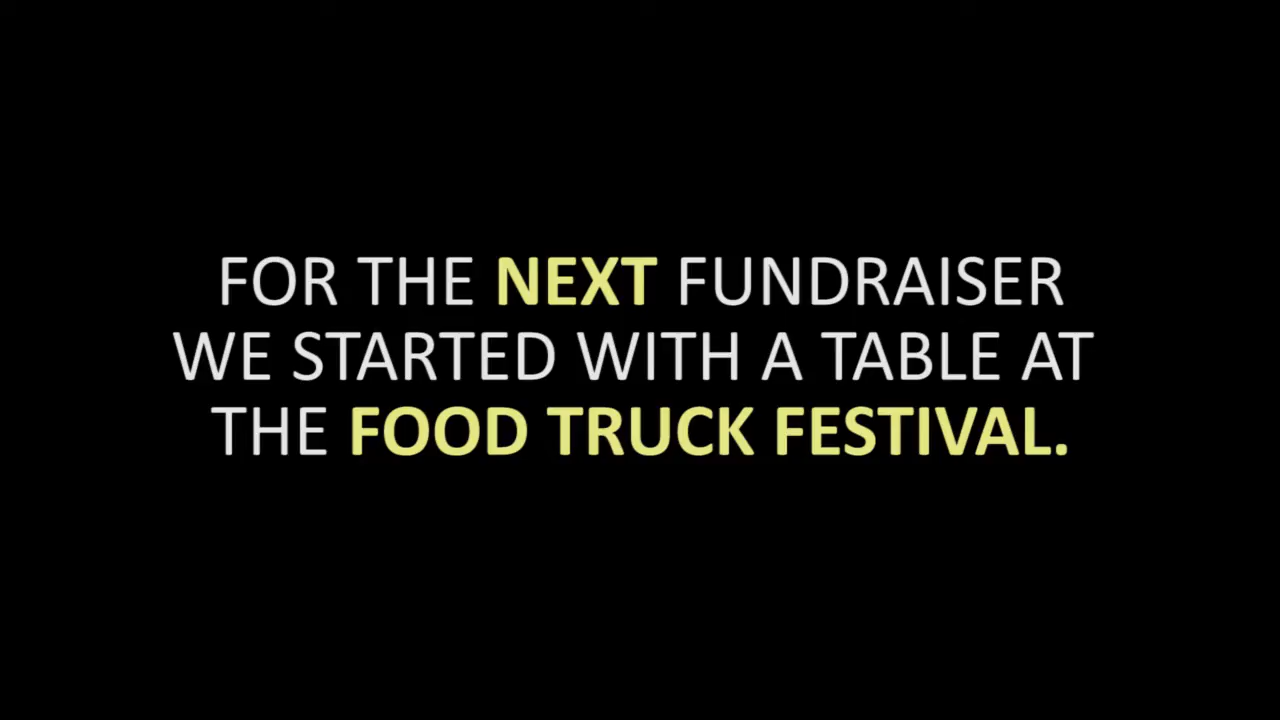 FOR THE NEXT FUNDRAISER
WE STARTED WITH A TABLE AT
THE FOOD TRUCK FESTIVAL.